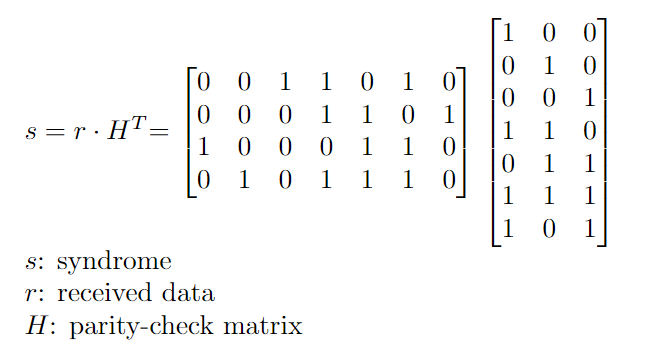 s = r · H^T = [0 0 1 1 0 1 0; 0 0 0 1 1 0 1; 1 0 0 0 1 1 0; 0 1 0 1 1 1 0] [1 0 0; 0 1 0; 0 0 1; 1 1 0; 0 1 1; 1 1 1; 1 0 1]
s: syndrome
r: received data
H: parity-check matrix